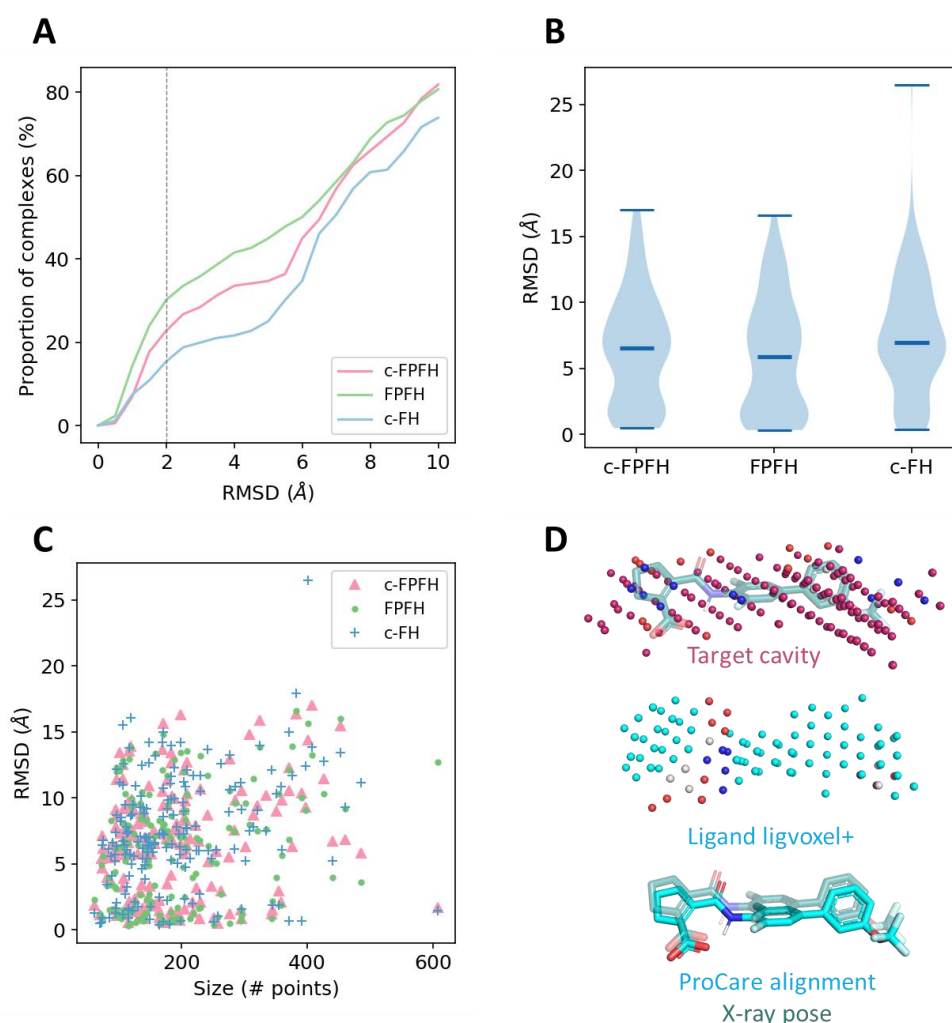 A
Proportion of complexes (%)
80
60
40
20
0
0 2 4 6 8 10
RMSD (Å)
c-FPFH
FPFH
c-FH
B
RMSD (Å)
25
20
15
10
5
0
c-FPFH FPFH c-FH
C
RMSD (Å)
25
20
15
10
5
0
200 400 600
Size (# points)
c-FPFH
FPFH
c-FH
D
Target cavity
Ligand ligvoxel+
ProCare alignment
X-ray pose